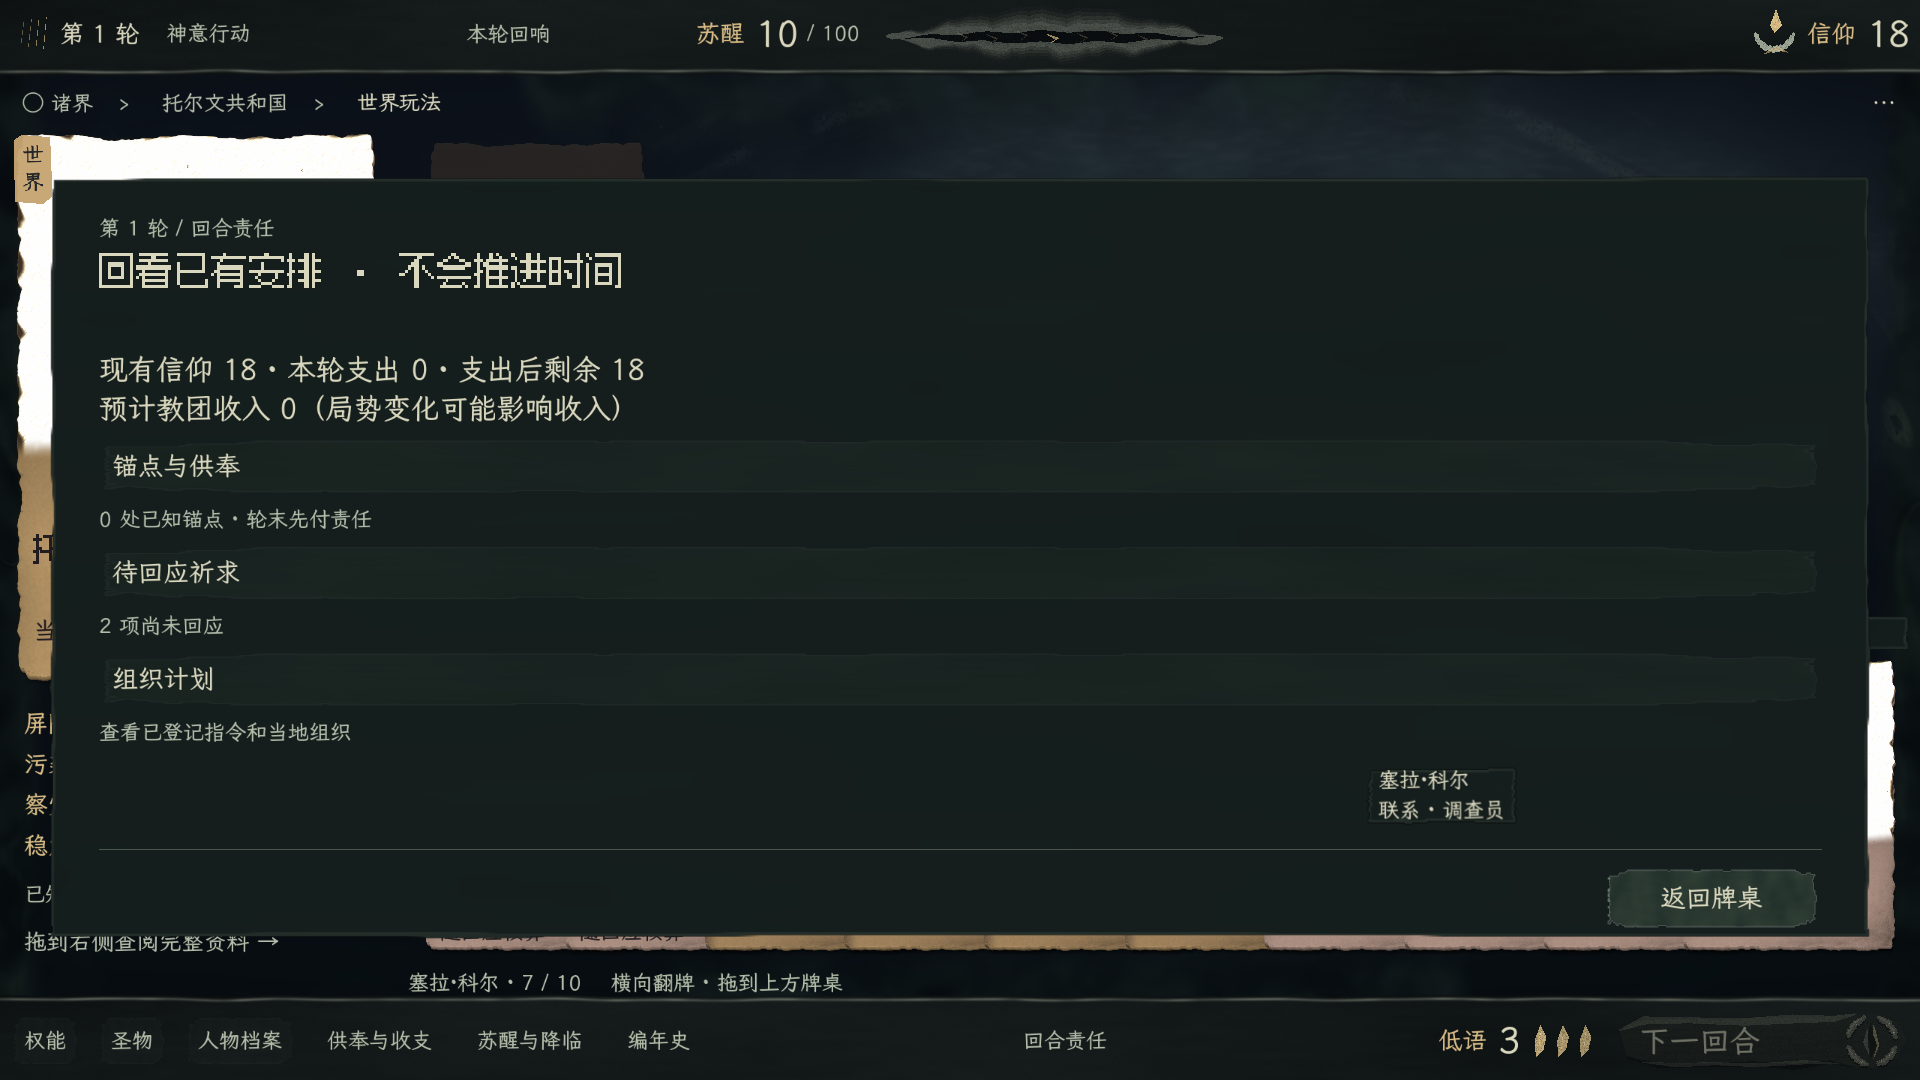 第 1 轮 神意行动 本轮回响 苏醒 10 / 100 信仰 18
诸界 > 托尔文共和国 > 世界玩法 ...
世界
第 1 轮 / 回合责任
回看已有安排 · 不会推进时间
现有信仰 18·本轮支出 0·支出后剩余 18
预计教团收入 0（局势变化可能影响收入）
锚点与供奉
0 处已知锚点·轮末先付责任
待回应祈求
2 项尚未回应
组织计划
查看已登记指令和当地组织
塞拉·科尔
联系·调查员
返回牌桌
当
屏
污
察
稳
已
拖到右侧查阅完整资料 →
塞拉·科尔·7 / 10 横向翻牌·拖到上方牌桌
权能 圣物 人物档案 供奉与收支 苏醒与降临 编年史 回合责任 低语 3 下一回合